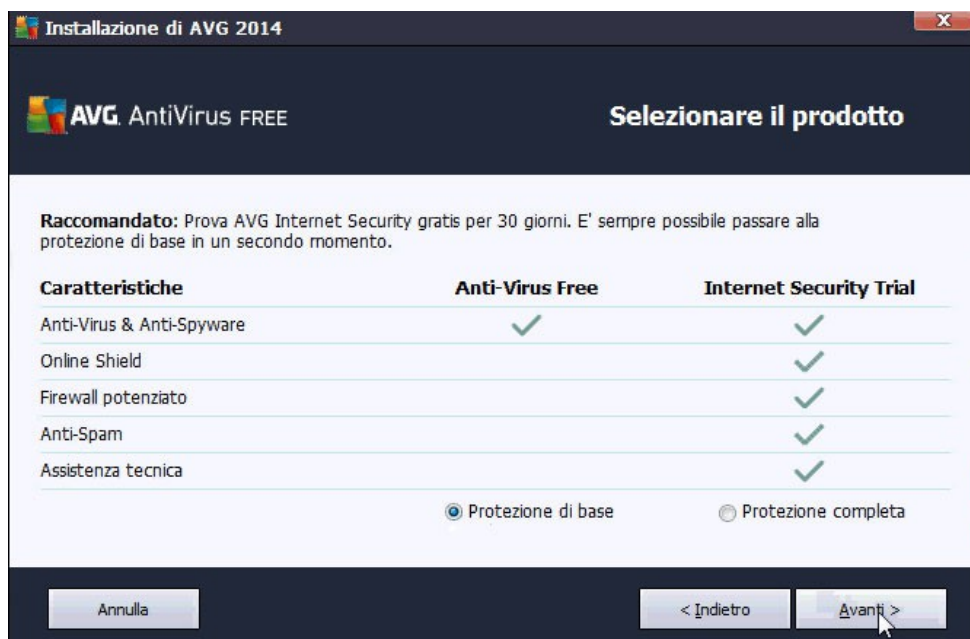 Installazione di AVG 2014
AVG. AntiVirus FREE
Selezionare il prodotto
Raccomandato: Prova AVG Internet Security gratis per 30 giorni. E' sempre possibile passare alla
protezione di base in un secondo momento.
Caratteristiche Anti-Virus Free Internet Security Trial
Anti-Virus & Anti-Spyware
Online Shield
Firewall potenziato
Anti-Spam
Assistenza tecnica
Protezione di base Protezione completa
Annulla < Indietro Avanti >